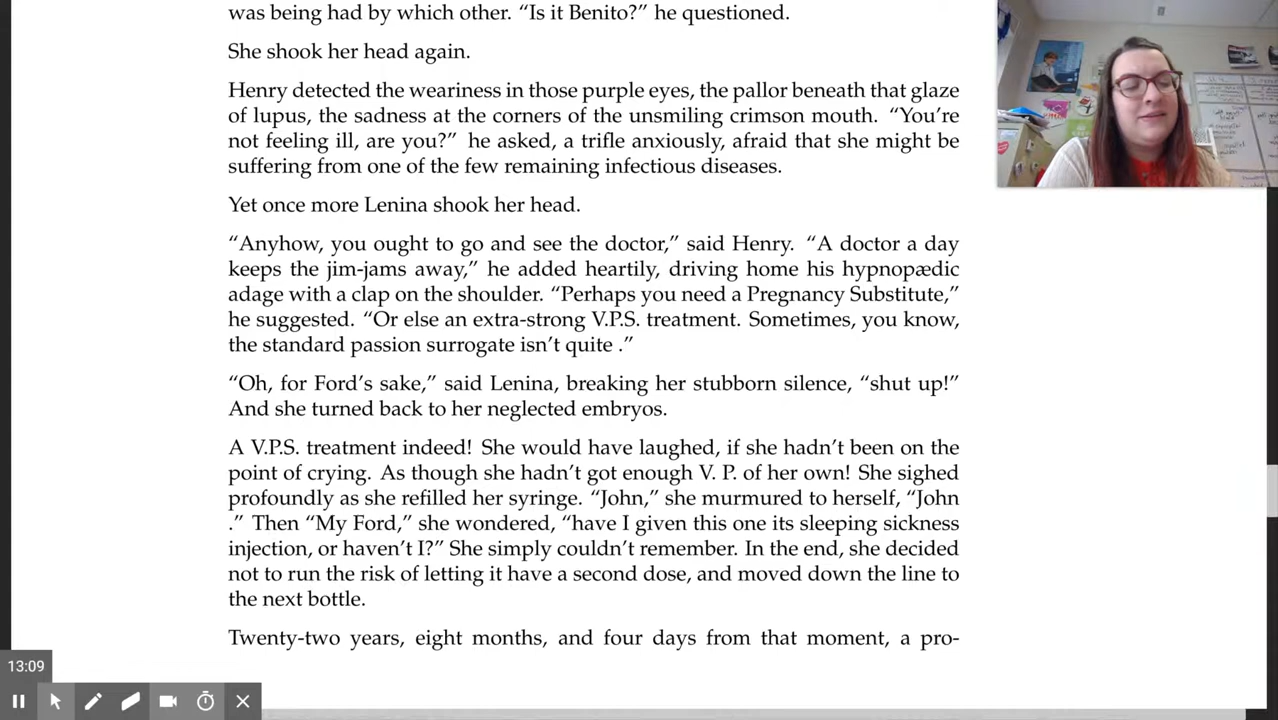 was being had by which other. “Is it Benito?” he questioned.
She shook her head again.
Henry detected the weariness in those purple eyes, the pallor beneath that glaze
of lupus, the sadness at the corners of the unsmiling crimson mouth. “You’re
not feeling ill, are you?” he asked, a trifle anxiously, afraid that she might be
suffering from one of the few remaining infectious diseases.
Yet once more Lenina shook her head.
“Anyhow, you ought to go and see the doctor,” said Henry. “A doctor a day
keeps the jim-jams away,” he added heartily, driving home his hypnopædic
adage with a clap on the shoulder. “Perhaps you need a Pregnancy Substitute,”
he suggested. “Or else an extra-strong V.P.S. treatment. Sometimes, you know,
the standard passion surrogate isn’t quite .”
“Oh, for Ford’s sake,” said Lenina, breaking her stubborn silence, “shut up!”
And she turned back to her neglected embryos.
A V.P.S. treatment indeed! She would have laughed, if she hadn’t been on the
point of crying. As though she hadn’t got enough V. P. of her own! She sighed
profoundly as she refilled her syringe. “John,” she murmured to herself, “John
.” Then “My Ford,” she wondered, “have I given this one its sleeping sickness
injection, or haven’t I?” She simply couldn’t remember. In the end, she decided
not to run the risk of letting it have a second dose, and moved down the line to
the next bottle.
Twenty-two years, eight months, and four days from that moment, a pro-
13:09